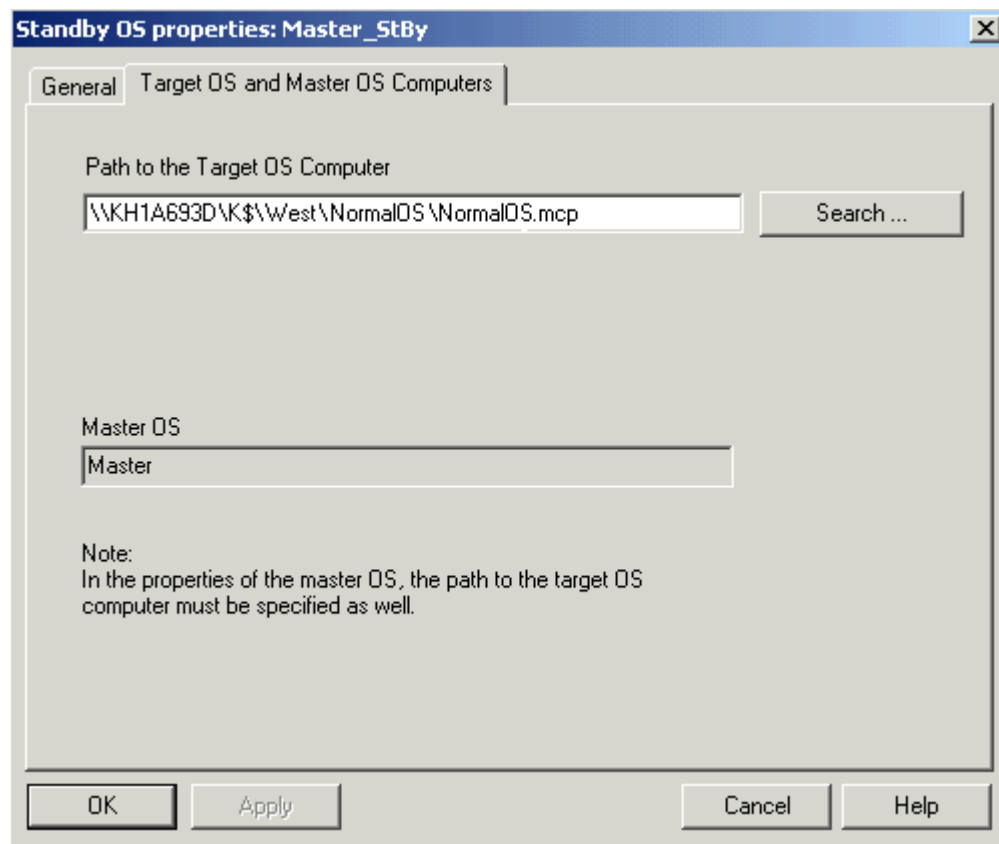 Standby OS properties: Master_StBy
General
Target OS and Master OS Computers
Path to the Target OS Computer
\\KH1A693D\K$\West\NormalOS\NormalOS.mcp
Search ...
Master OS
Master
Note:
In the properties of the master OS, the path to the target OS
computer must be specified as well.
OK
Apply
Cancel
Help